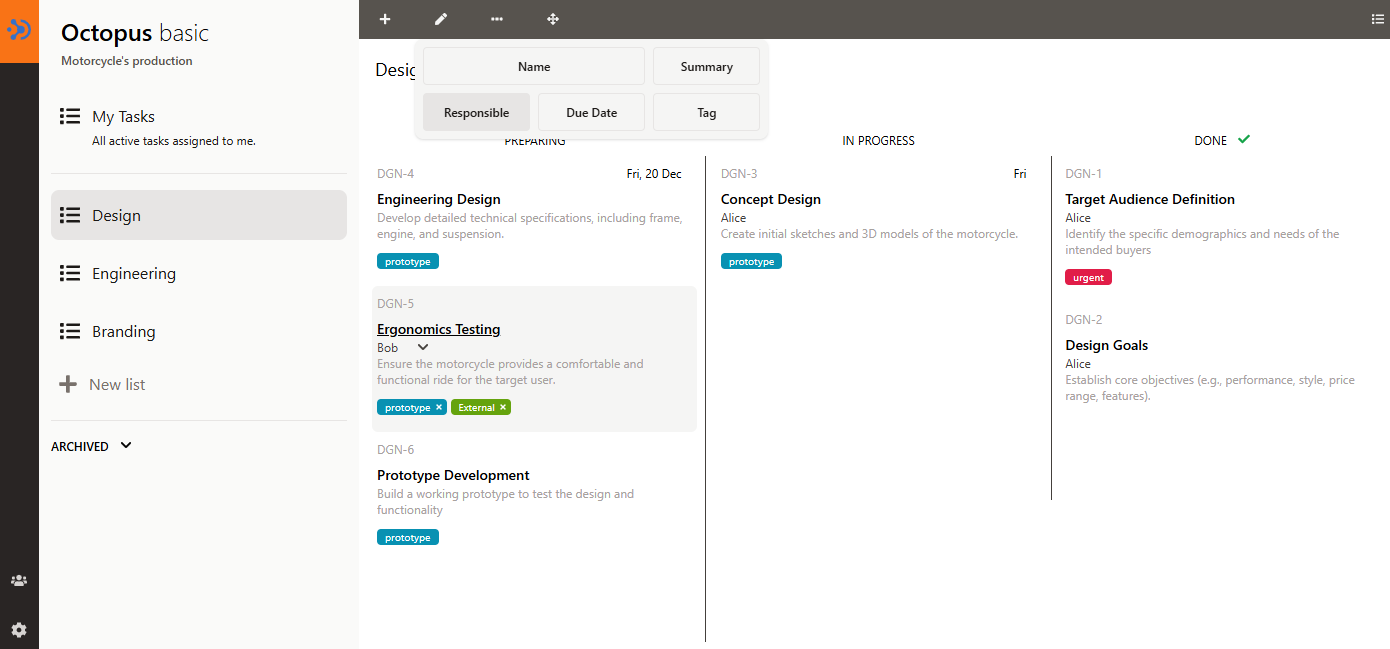 Octopus basic
Motorcycle's production
My Tasks
All active tasks assigned to me.
Design
Engineering
Branding
New list
ARCHIVED
Name
Summary
Responsible
Due Date
Tag
PREPARING
DGN-4
Fri, 20 Dec
Engineering Design
Develop detailed technical specifications, including frame,
engine, and suspension.
prototype
DGN-5
Ergonomics Testing
Bob
Ensure the motorcycle provides a comfortable and
functional ride for the target user.
prototype ×
External ×
DGN-6
Prototype Development
Build a working prototype to test the design and
functionality
prototype
IN PROGRESS
DGN-3
Fri
Concept Design
Alice
Create initial sketches and 3D models of the motorcycle.
prototype
DONE
DGN-1
Target Audience Definition
Alice
Identify the specific demographics and needs of the
intended buyers
urgent
DGN-2
Design Goals
Alice
Establish core objectives (e.g., performance, style, price
range, features).